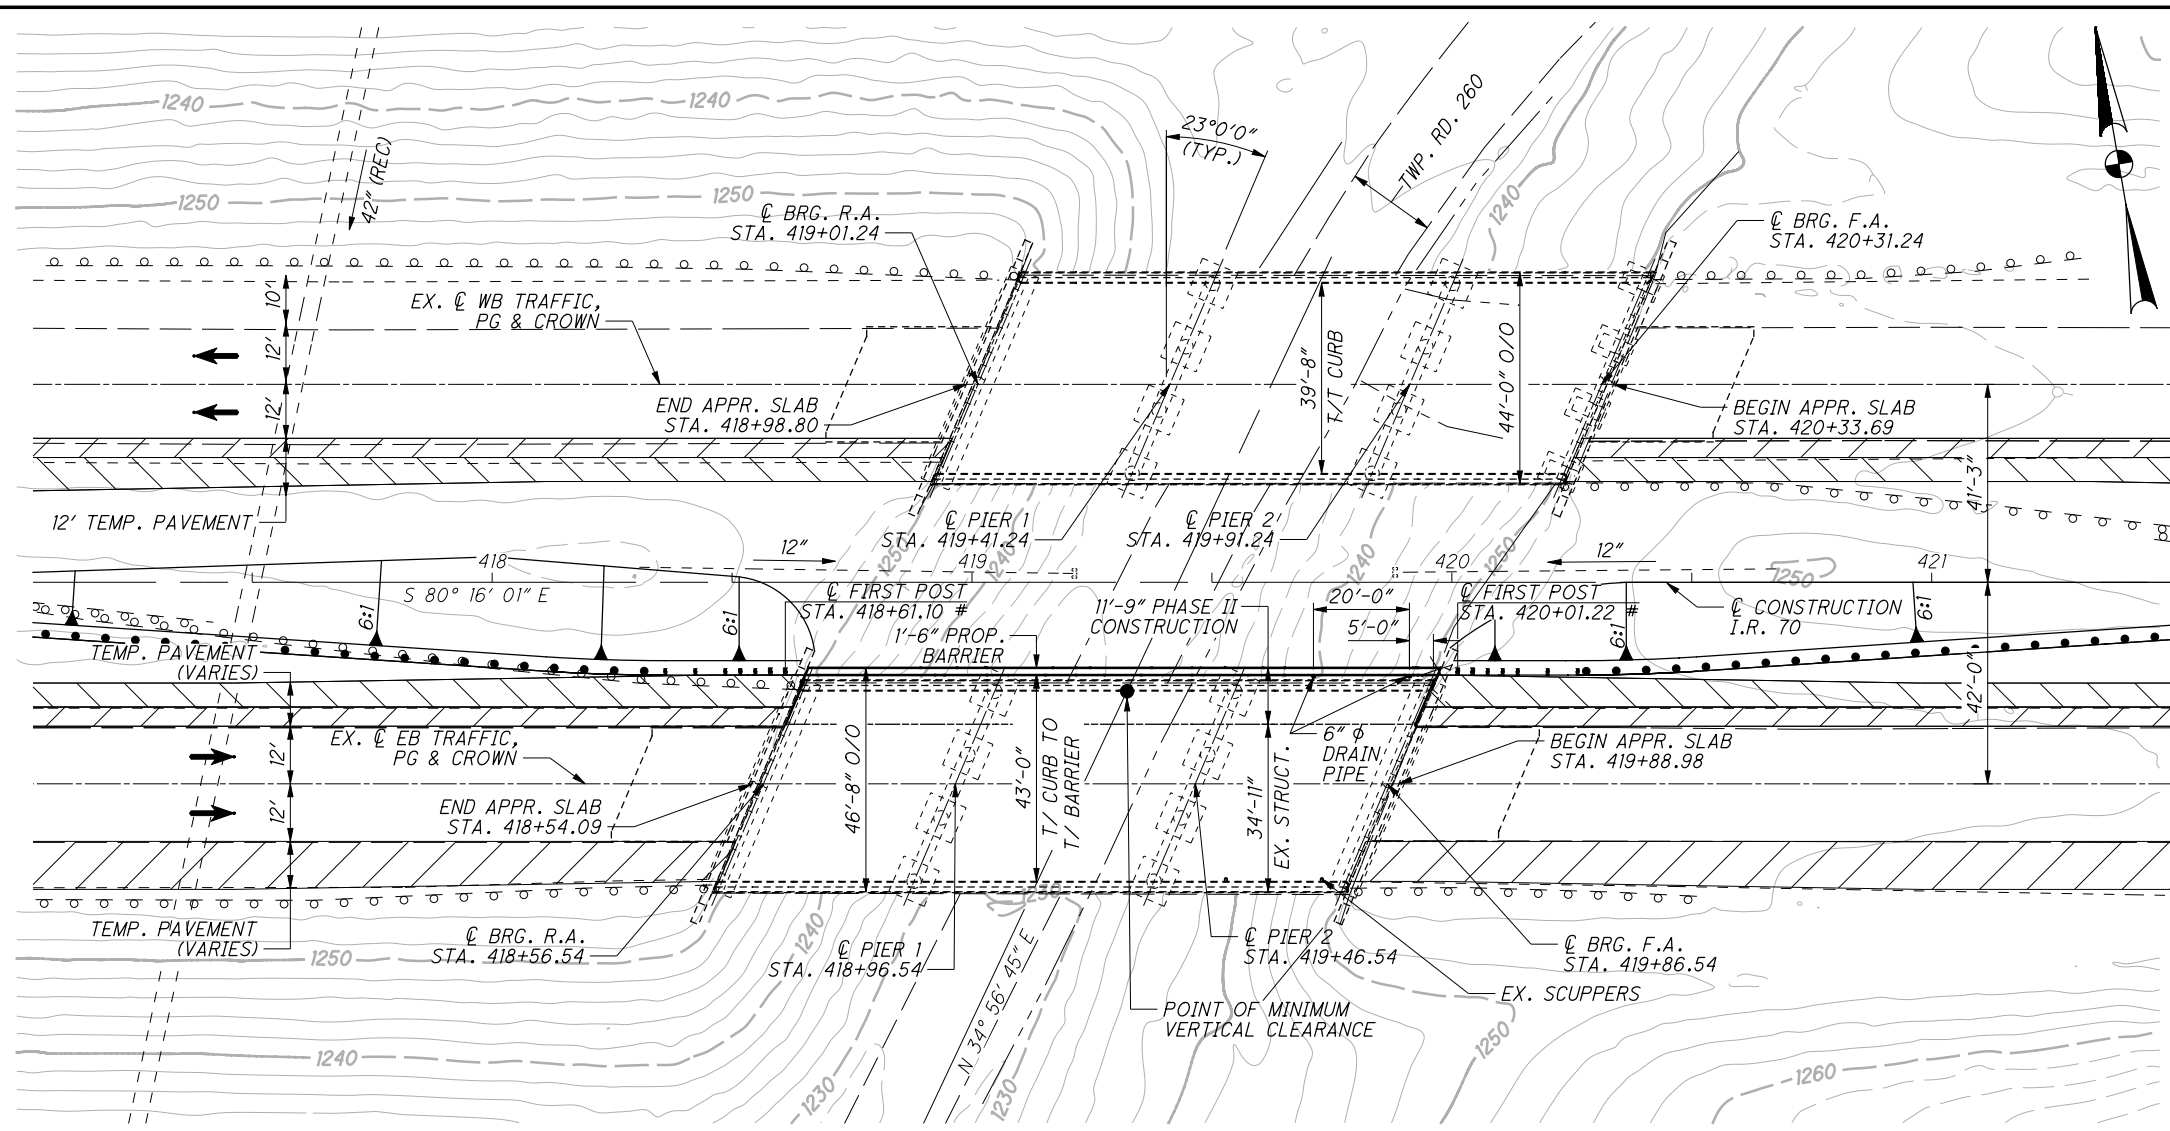 1240
1240
42" (REC)
23°0'0"
(TYP.)
TWP. RD. 260
1240
1250
1250
℄ BRG. R.A.
STA. 419+01.24
℄ BRG. F.A.
STA. 420+31.24
10'
EX. ℄ WB TRAFFIC,
PG & CROWN
12'
12'
39'-8"
T/T CURB
44'-0" O/O
END APPR. SLAB
STA. 418+98.80
BEGIN APPR. SLAB
STA. 420+33.69
41'-3"
12' TEMP. PAVEMENT
℄ PIER 1
STA. 419+41.24
℄ PIER 2
STA. 419+91.24
1250
1240
1240
1250
1250
12"
12"
418
419
420
421
S 80° 16' 01" E
℄ FIRST POST
STA. 418+61.10 #
11'-9" PHASE II
CONSTRUCTION
20'-0"
5'-0"
℄ FIRST POST
STA. 420+01.22 #
℄ CONSTRUCTION
I.R. 70
6:1
6:1
6:1
6:1
1'-6" PROP.
BARRIER
TEMP. PAVEMENT
(VARIES)
42'-0"
EX. ℄ EB TRAFFIC,
PG & CROWN
12'
12'
46'-8" O/O
43'-0"
T/ CURB TO
T/ BARRIER
34'-11"
EX. STRUCT.
6" ϕ
DRAIN
PIPE
BEGIN APPR. SLAB
STA. 419+88.98
END APPR. SLAB
STA. 418+54.09
1230
TEMP. PAVEMENT
(VARIES)
1250
1240
℄ BRG. R.A.
STA. 418+56.54
℄ PIER 1
STA. 418+96.54
N 34° 56' 45" E
℄ PIER 2
STA. 419+46.54
℄ BRG. F.A.
STA. 419+86.54
EX. SCUPPERS
POINT OF MINIMUM
VERTICAL CLEARANCE
1250
1240
1230
1230
1260